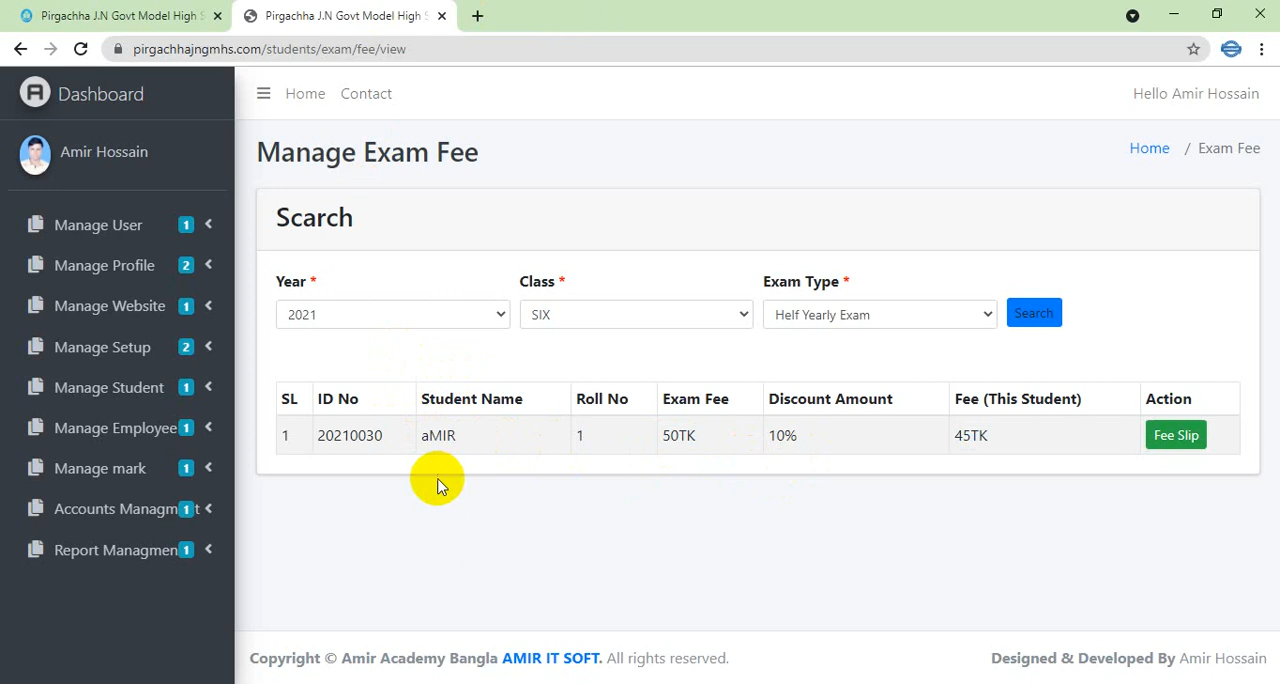 Pirgachha J.N Govt Model High S
Pirgachha J.N Govt Model High S
pirgachhajngmhs.com/students/exam/fee/view
Dashboard
Home Contact
Hello Amir Hossain
Amir Hossain
Manage User 1
Manage Profile 2
Manage Website 1
Manage Setup 2
Manage Student 1
Manage Employee 1
Manage mark 1
Accounts Managm 1 t
Report Managmen 1
Manage Exam Fee
Home / Exam Fee
Scarch
Year * Class * Exam Type *
2021 SIX Helf Yearly Exam Search
SL ID No Student Name Roll No Exam Fee Discount Amount Fee (This Student) Action
1 20210030 aMIR 1 50TK 10% 45TK Fee Slip
Copyright © Amir Academy Bangla AMIR IT SOFT. All rights reserved.
Designed & Developed By Amir Hossain